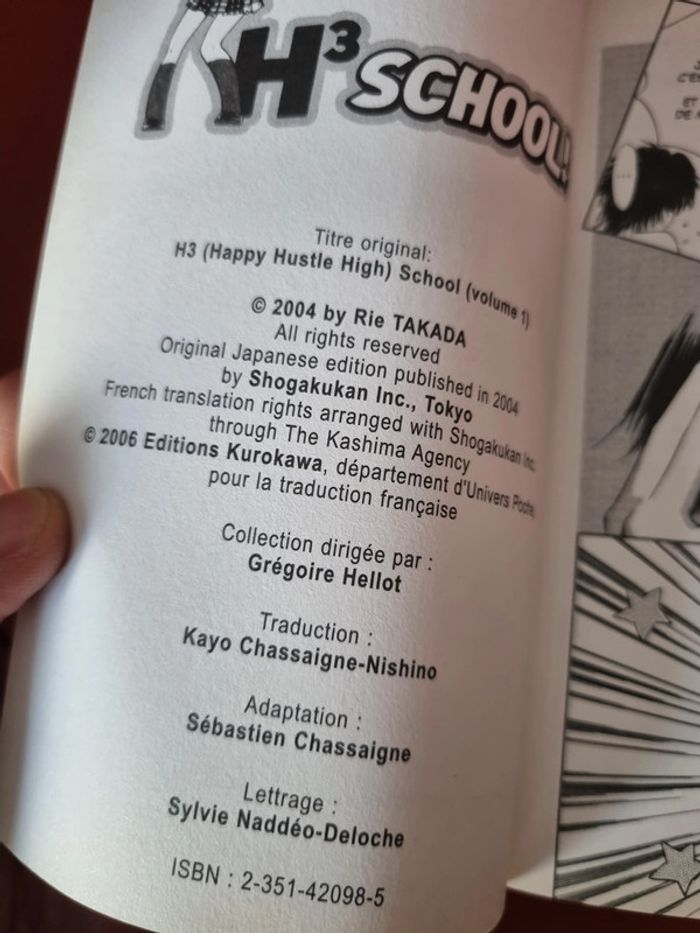 H³ SCHOOL!
Titre original:
H3 (Happy Hustle High) School (volume 1)
© 2004 by Rie TAKADA
All rights reserved
Original Japanese edition published in 2004
by Shogakukan Inc., Tokyo
French translation rights arranged with Shogakukan Inc.
through The Kashima Agency
© 2006 Editions Kurokawa, département d'Univers Poche,
pour la traduction française
Collection dirigée par :
Grégoire Hellot
Traduction :
Kayo Chassaigne-Nishino
Adaptation :
Sébastien Chassaigne
Lettrage :
Sylvie Naddéo-Deloche
ISBN : 2-351-42098-5
ET